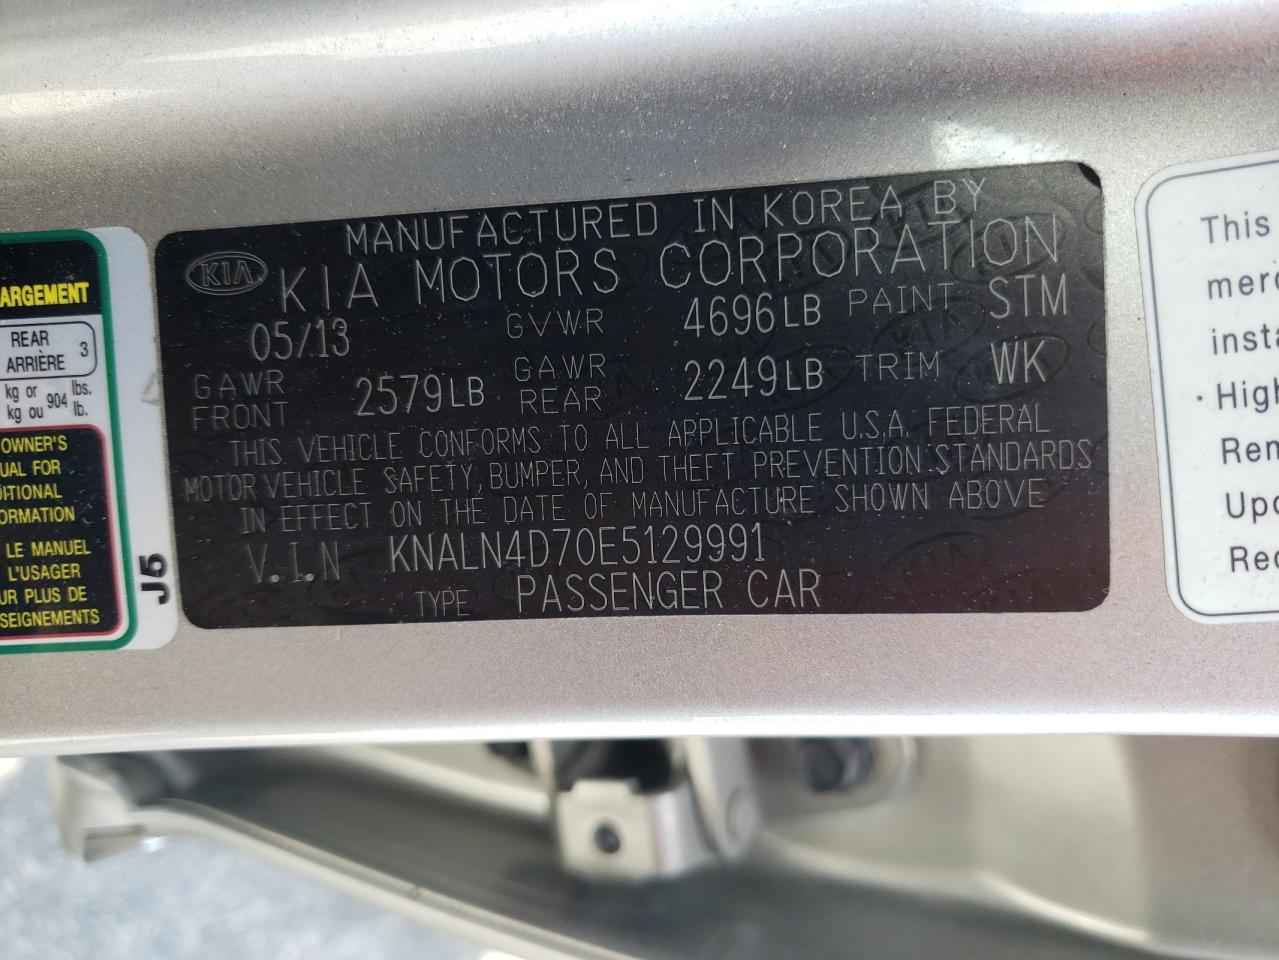 ARGEMENT
REAR
ARRIÈRE 3
kg or 904 lbs.
kg ou lb.
OWNER'S
UAL FOR
DITIONAL
ORMATION
LE MANUEL
L'USAGER
UR PLUS DE
SEIGNEMENTS
J5
MANUFACTURED IN KOREA BY
KIA KIA MOTORS CORPORATION
05/13 GVWR 4696LB PAINT STM
GAWR FRONT 2579LB GAWR REAR 2249LB TRIM WK
THIS VEHICLE CONFORMS TO ALL APPLICABLE U.S.A. FEDERAL
MOTOR VEHICLE SAFETY, BUMPER, AND THEFT PREVENTION STANDARDS
IN EFFECT ON THE DATE OF MANUFACTURE SHOWN ABOVE
V.I.N KNALN4D70E5129991
TYPE PASSENGER CAR
This
merc
insta
· High
Rem
Upo
Rec